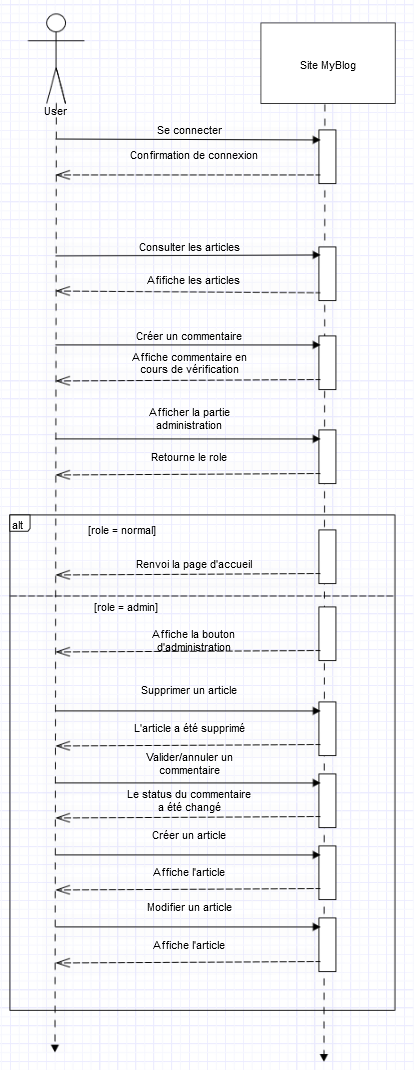 Site MyBlog
User
Se connecter
Confirmation de connexion
Consulter les articles
Afifiche les articles
Créer un commentaire
Affiche commentaire en
cours de vérification
Afficher la partie
administration
Retourne le role
alt
[role = normal]
Renvoi la page d'accueil
[role = admin]
Affiche la bouton
d'administration
Supprimer un article
L'article a été supprimé
Valider/annuler un
commentaire
Le status du commentaire
a été changé
Créer un article
Affiche l'article
Modifier un article
Affiche l'article